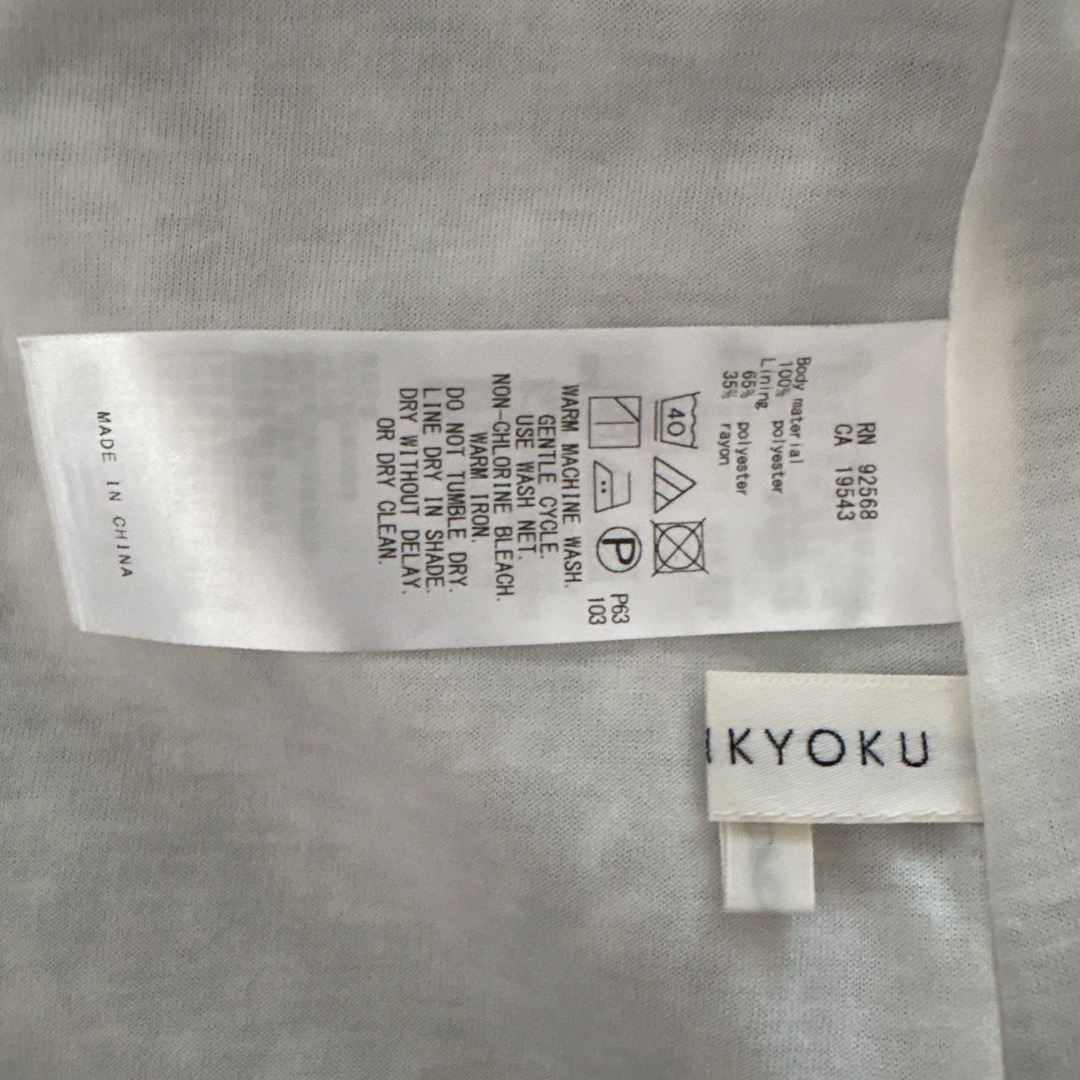 RN 92568
CA 19543
Body material
100% polyester
Lining
65% polyester
35% rayon
40
P
P63
103
WARM MACHINE WASH.
GENTLE CYCLE.
USE WASH NET.
NON-CHLORINE BLEACH.
WARM IRON.
DO NOT TUMBLE DRY.
LINE DRY IN SHADE.
DRY WITHOUT DELAY.
OR DRY CLEAN.
MADE IN CHINA
KYOKU